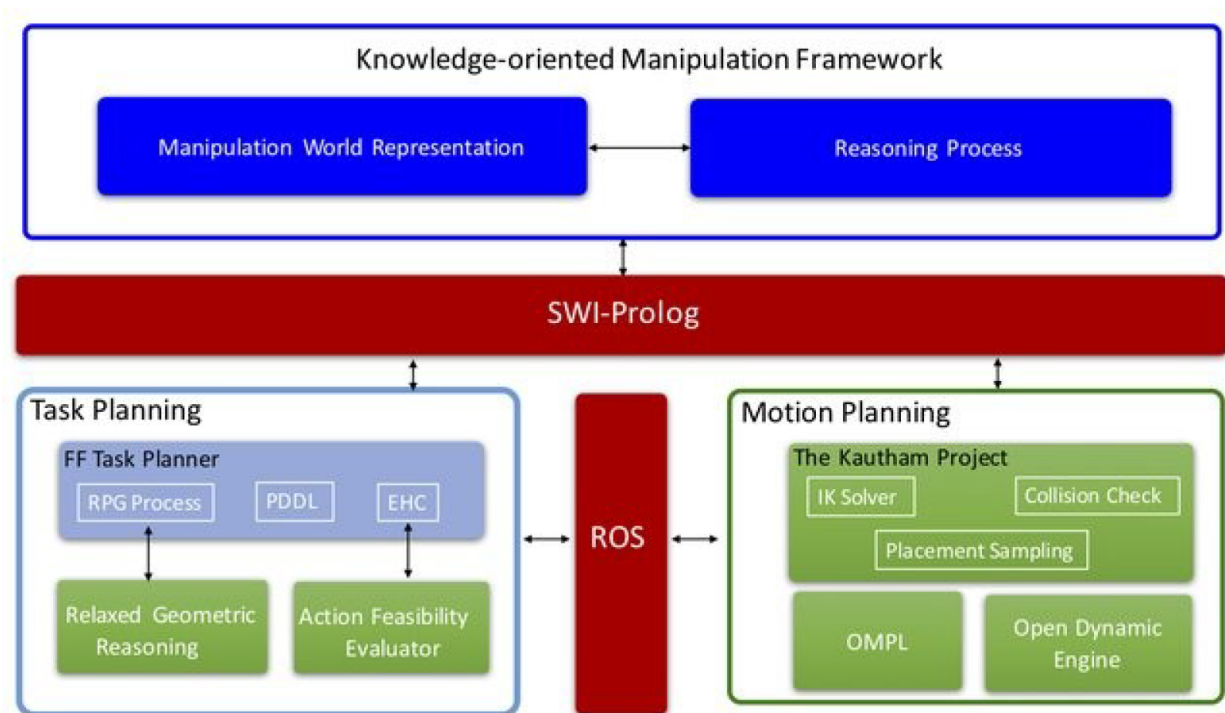 Knowledge-oriented Manipulation Framework
Manipulation World Representation
Reasoning Process
SWI-Prolog
Task Planning
FF Task Planner
RPG Process
PDDL
EHC
Relaxed Geometric
Reasoning
Action Feasibility
Evaluator
ROS
Motion Planning
The Kautham Project
IK Solver
Collision Check
Placement Sampling
OMPL
Open Dynamic
Engine